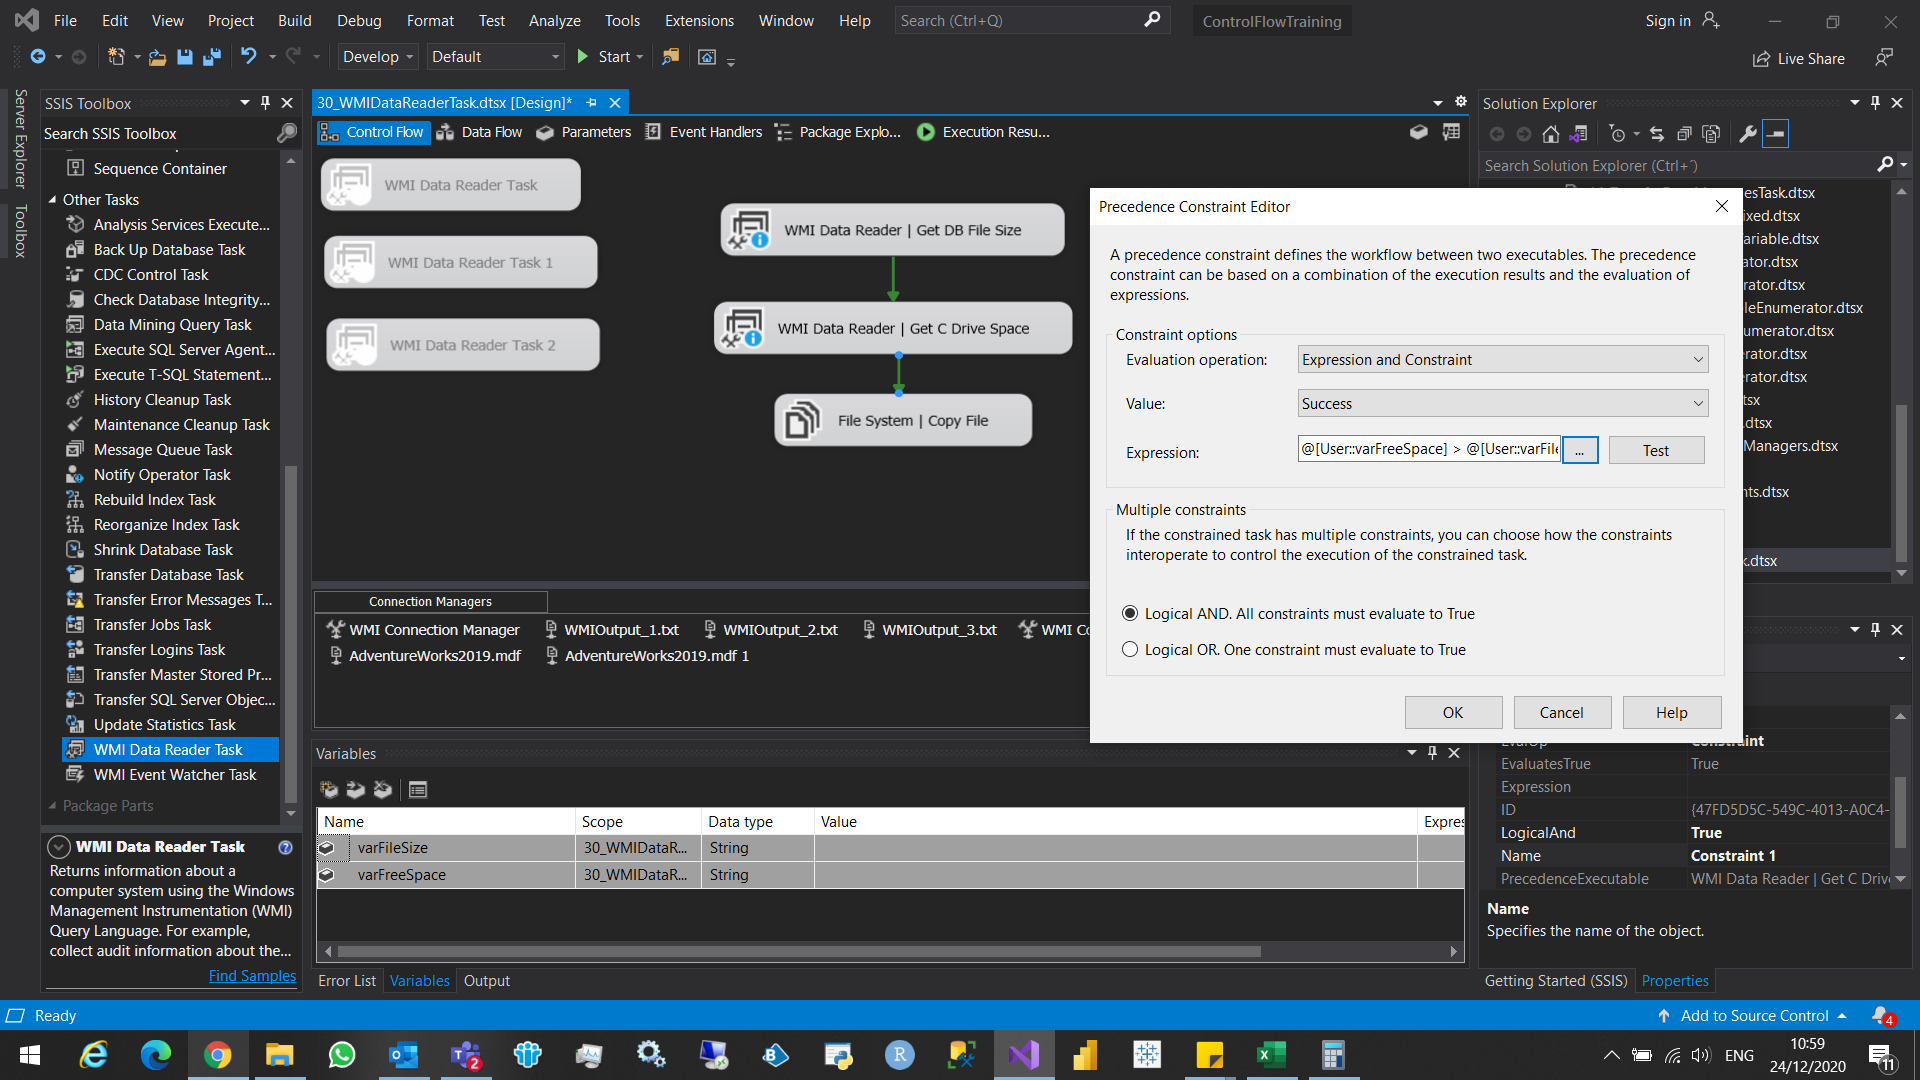 File Edit View Project Build Debug Format Test Analyze Tools Extensions Window Help Search (Ctrl+Q) ControlFlowTraining Sign in
Develop Default Start Live Share
Server Explorer
Toolbox
SSIS Toolbox
Search SSIS Toolbox
Sequence Container
Other Tasks
Analysis Services Execute...
Back Up Database Task
CDC Control Task
Check Database Integrity...
Data Mining Query Task
Execute SQL Server Agent...
Execute T-SQL Statement...
History Cleanup Task
Maintenance Cleanup Task
Message Queue Task
Notify Operator Task
Rebuild Index Task
Reorganize Index Task
Shrink Database Task
Transfer Database Task
Transfer Error Messages T...
Transfer Jobs Task
Transfer Logins Task
Transfer Master Stored Pr...
Transfer SQL Server Objec...
Update Statistics Task
WMI Data Reader Task
WMI Event Watcher Task
Package Parts
WMI Data Reader Task
Returns information about a
computer system using the Windows
Management Instrumentation (WMI)
Query Language. For example,
collect audit information about the...
Find Samples
30_WMIDataReaderTask.dtsx [Design]*
Control Flow Data Flow Parameters Event Handlers Package Explo... Execution Resu...
WMI Data Reader Task
WMI Data Reader Task 1
WMI Data Reader Task 2
WMI Data Reader | Get DB File Size
WMI Data Reader | Get C Drive Space
File System | Copy File
Connection Managers
WMI Connection Manager WMIOutput_1.txt WMIOutput_2.txt WMIOutput_3.txt WMI Co
AdventureWorks2019.mdf AdventureWorks2019.mdf 1
Variables
Name Scope Data type Value Expres
varFileSize 30_WMIDataR... String
varFreeSpace 30_WMIDataR... String
Error List Variables Output
Precedence Constraint Editor
A precedence constraint defines the workflow between two executables. The precedence
constraint can be based on a combination of the execution results and the evaluation of
expressions.
Constraint options
Evaluation operation: Expression and Constraint
Value: Success
Expression: @[User::varFreeSpace] > @[User::varFile ... Test
Multiple constraints
If the constrained task has multiple constraints, you can choose how the constraints
interoperate to control the execution of the constrained task.
Logical AND. All constraints must evaluate to True
Logical OR. One constraint must evaluate to True
OK Cancel Help
Solution Explorer
Search Solution Explorer (Ctrl+¨)
esTask.dtsx
ixed.dtsx
ariable.dtsx
ator.dtsx
erator.dtsx
leEnumerator.dtsx
umerator.dtsx
erator.dtsx
erator.dtsx
tsx
.dtsx
Managers.dtsx
nts.dtsx
k.dtsx
EvalOp Constraint
EvaluatesTrue True
Expression
ID {47FD5D5C-549C-4013-A0C4-
LogicalAnd True
Name Constraint 1
PrecedenceExecutable WMI Data Reader | Get C Drive
Name
Specifies the name of the object.
Getting Started (SSIS) Properties
Ready Add to Source Control 4
2 ENG 10:59
24/12/2020 11